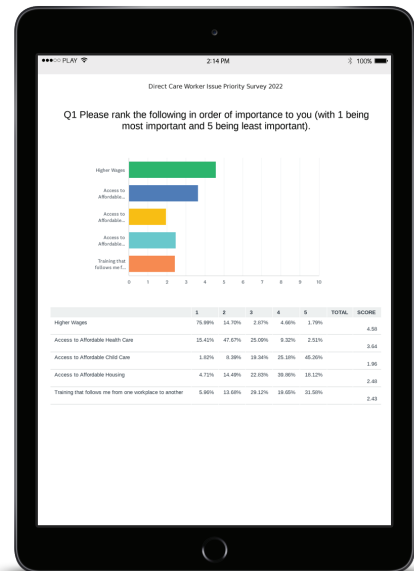 PLAY
2:14 PM
100%
Direct Care Worker Issue Priority Survey 2022
Q1 Please rank the following in order of importance to you (with 1 being
most important and 5 being least important).
Higher Wages
Access to
Affordable...
Access to
Affordable...
Access to
Affordable...
Training that
follows me f...
0 1 2 3 4 5 6 7 8 9 10
1 2 3 4 5 TOTAL SCORE
Higher Wages 75.99% 14.70% 2.87% 4.66% 1.79%
4.58
Access to Affordable Health Care 15.41% 47.67% 25.09% 9.32% 2.51%
3.64
Access to Affordable Child Care 1.82% 8.39% 19.34% 25.18% 45.26%
1.96
Access to Affordable Housing 4.71% 14.49% 22.83% 39.86% 18.12%
2.48
Training that follows me from one workplace to another 5.96% 13.68% 29.12% 19.65% 31.58%
2.43